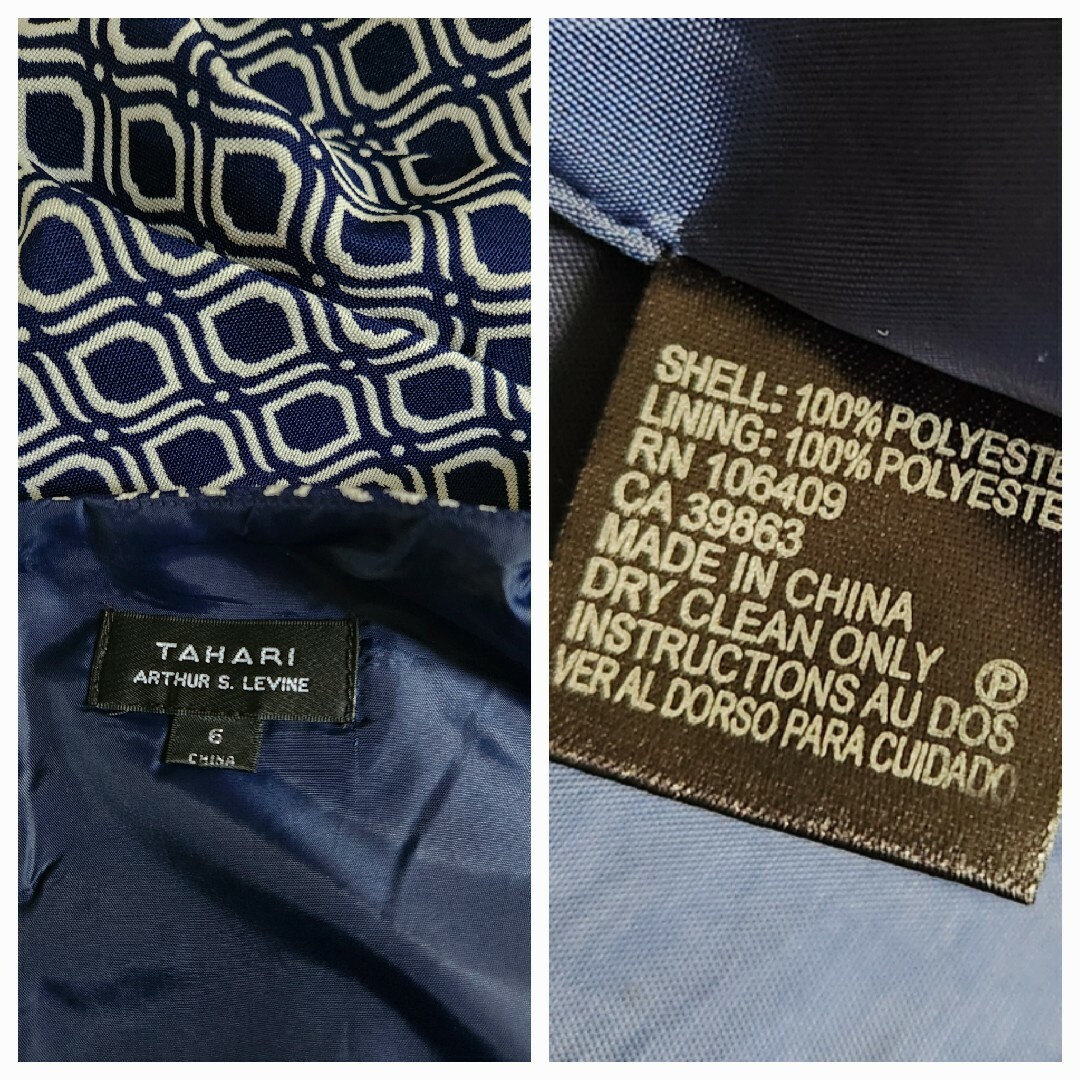 TAHARI
ARTHUR S. LEVINE
6
CHINA
SHELL: 100% POLYESTE
LINING: 100% POLYESTE
RN 106409
CA 39863
MADE IN CHINA
DRY CLEAN ONLY P
INSTRUCTIONS AU DOS
VER AL DORSO PARA CUIDADO